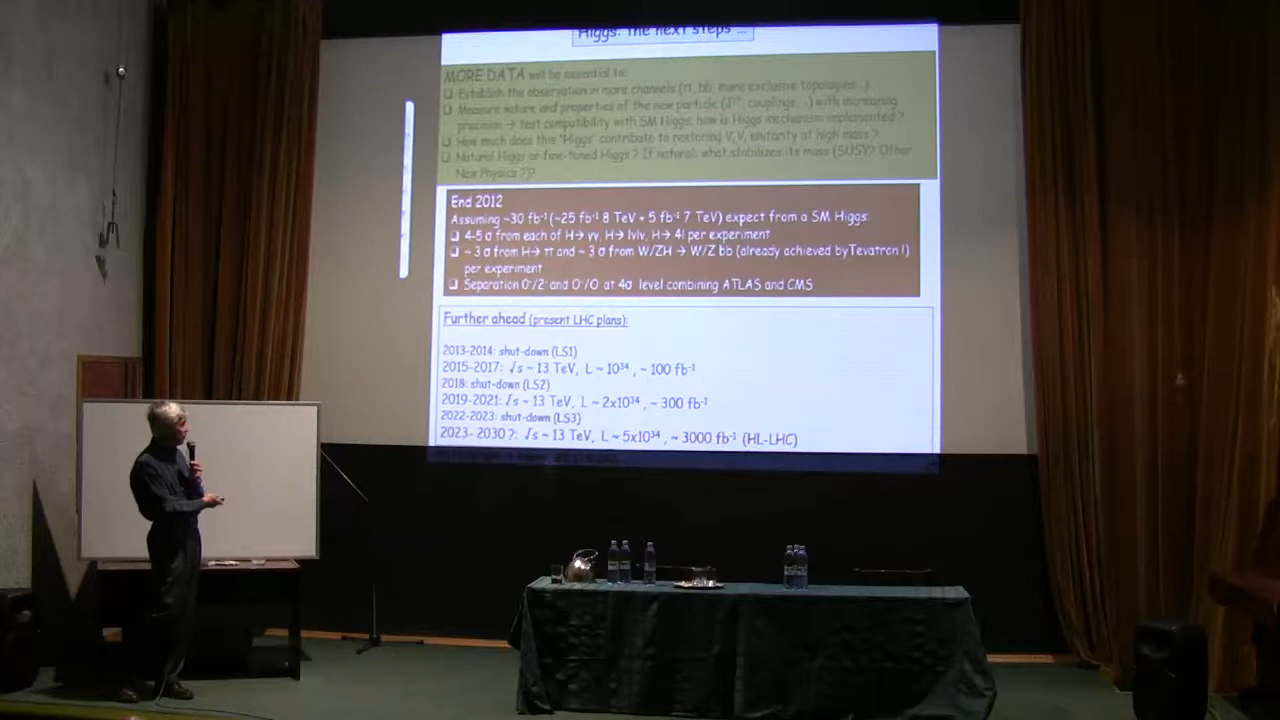 Higgs: the next steps …
MORE DATA will be essential to:
❑ Establish the observation in more channels (ττ, bb, more exclusive topologies…)
❑ Measure nature and properties of the new particle (Jᶜᴾ, couplings, ..) with increasing
precision → test compatibility with SM Higgs; how is Higgs mechanism implemented ?
❑ How much does this "Higgs" contribute to restoring VLVL unitarity at high mass ?
❑ Natural Higgs or fine-tuned Higgs ? If natural: what stabilizes its mass (SUSY? Other
New Physics ?)?
End 2012
Assuming ~30 fb⁻¹ (~25 fb⁻¹ 8 TeV + 5 fb⁻¹ 7 TeV) expect from a SM Higgs:
❑ 4-5 σ from each of H→ γγ, H→ lνlν, H→ 4l per experiment
❑ ~ 3 σ from H→ ττ and ~ 3 σ from W/ZH → W/Z bb (already achieved by Tevatron !)
per experiment
❑ Separation 0⁺/2⁺ and 0⁺/0⁻ at 4σ level combining ATLAS and CMS
Further ahead (present LHC plans):
2013-2014: shut-down (LS1)
2015-2017: √s ~ 13 TeV, L ~ 10³⁴ , ~ 100 fb⁻¹
2018: shut-down (LS2)
2019-2021: √s ~ 13 TeV, L ~ 2x10³⁴ , ~ 300 fb⁻¹
2022-2023: shut-down (LS3)
2023- 2030 ?: √s ~ 13 TeV, L ~ 5x10³⁴ , ~ 3000 fb⁻¹ (HL-LHC)